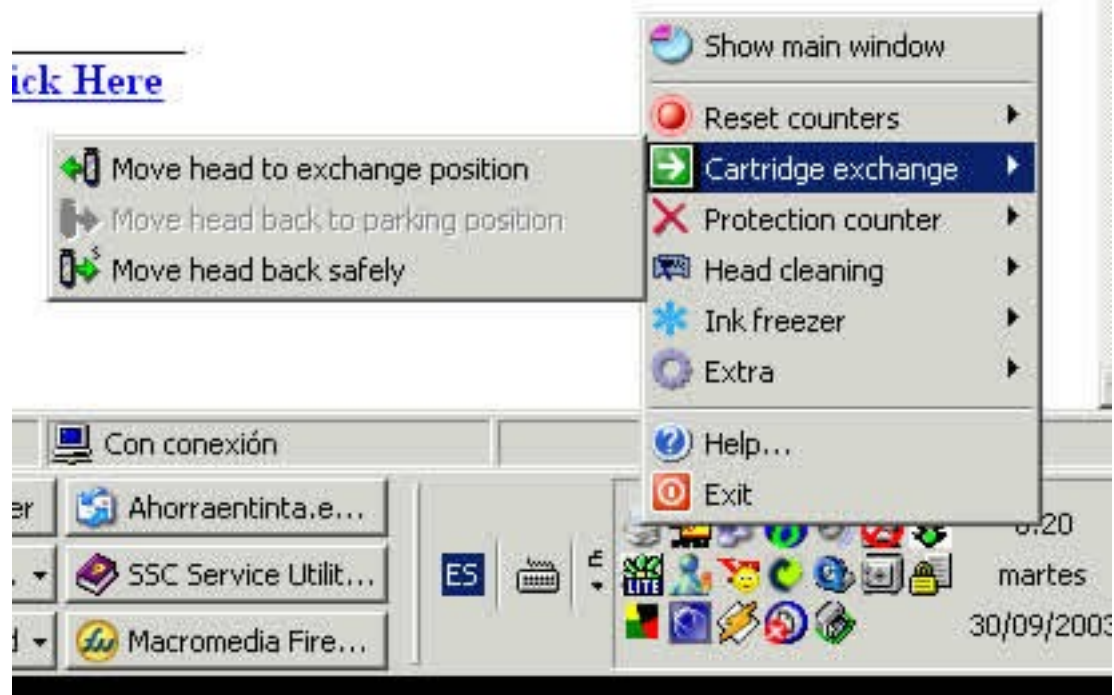 Show main window
ick Here
Reset counters
Move head to exchange position
Cartridge exchange
Move head back to parking position
Protection counter
Move head back safely
Head cleaning
Ink freezer
Extra
Con conexión
Help...
Exit
er
Ahorraentinta.e...
SSC Service Utilit...
ES
martes
LITE
Macromedia Fire...
30/09/2003